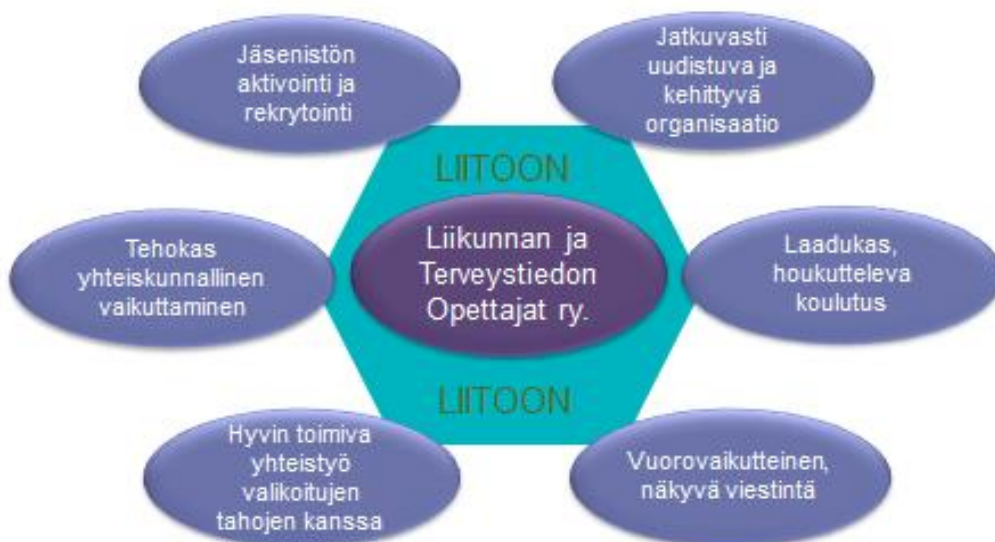 Jäsenistön
aktivointi ja
rekrytointi
Jatkuvasti
uudistuva ja
kehittyvä
organisaatio
LIITOON
Tehokas
yhteiskunnallinen
vaikuttaminen
Liikunnan ja
Terveystiedon
Opettajat ry.
Laadukas,
houkutteleva
koulutus
LIITOON
Hyvin toimiva
yhteistyö
valikoitujen
tahojen kanssa
Vuorovaikutteinen,
näkyvä viestintä